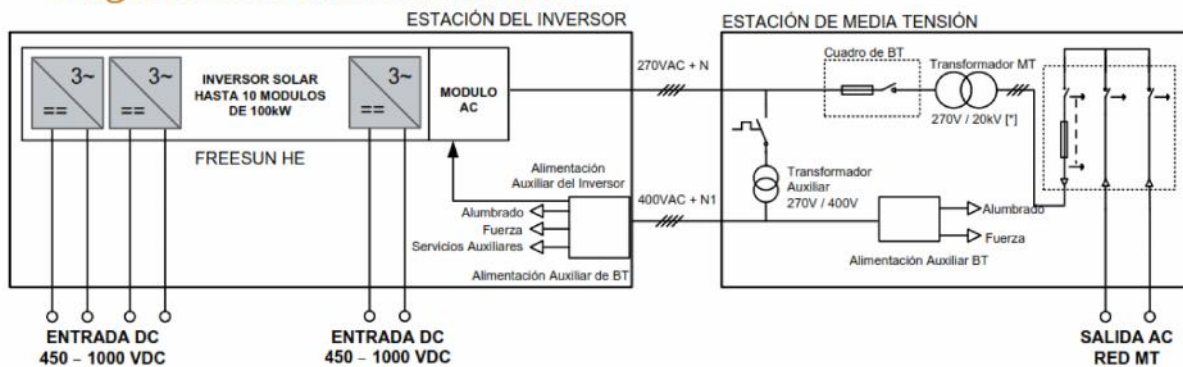 ESTACIÓN DEL INVERSOR
ESTACIÓN DE MEDIA TENSIÓN
3~
==
3~
==
INVERSOR SOLAR
HASTA 10 MODULOS
DE 100kW
3~
==
MODULO
AC
FREESUN HE
270VAC + N
Cuadro de BT
Transformador MT
270V / 20kV [*]
Alimentación
Auxiliar del Inversor
Alumbrado
Fuerza
Servicios Auxiliares
Alimentación Auxiliar de BT
400VAC + N1
Transformador
Auxiliar
270V / 400V
Alumbrado
Fuerza
Alimentación Auxiliar BT
ENTRADA DC
450 – 1000 VDC
ENTRADA DC
450 – 1000 VDC
SALIDA AC
RED MT